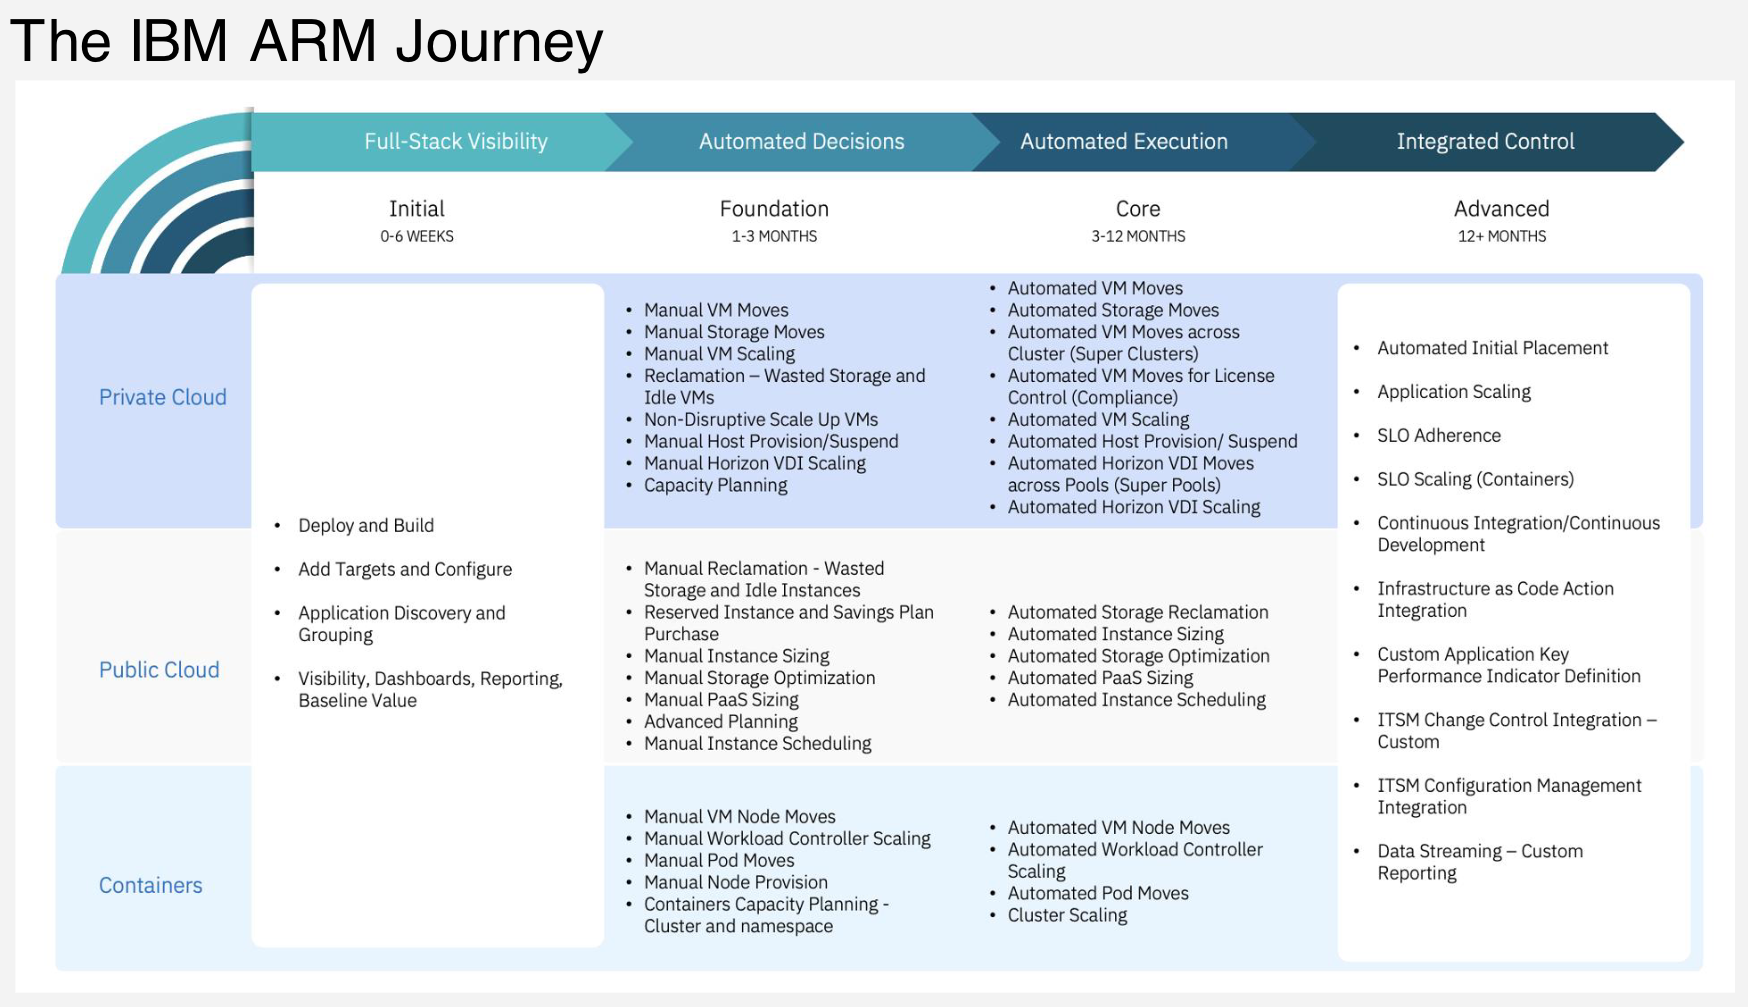 The IBM ARM Journey
Full-Stack Visibility
Automated Decisions
Automated Execution
Integrated Control
Initial
0-6 WEEKS
Foundation
1-3 MONTHS
Core
3-12 MONTHS
Advanced
12+ MONTHS
Private Cloud
Public Cloud
Containers
• Deploy and Build
• Add Targets and Configure
• Application Discovery and
Grouping
• Visibility, Dashboards, Reporting,
Baseline Value
• Manual VM Moves
• Manual Storage Moves
• Manual VM Scaling
• Reclamation – Wasted Storage and
Idle VMs
• Non-Disruptive Scale Up VMs
• Manual Host Provision/Suspend
• Manual Horizon VDI Scaling
• Capacity Planning
• Manual Reclamation - Wasted
Storage and Idle Instances
• Reserved Instance and Savings Plan
Purchase
• Manual Instance Sizing
• Manual Storage Optimization
• Manual PaaS Sizing
• Advanced Planning
• Manual Instance Scheduling
• Manual VM Node Moves
• Manual Workload Controller Scaling
• Manual Pod Moves
• Manual Node Provision
• Containers Capacity Planning -
Cluster and namespace
• Automated VM Moves
• Automated Storage Moves
• Automated VM Moves across
Cluster (Super Clusters)
• Automated VM Moves for License
Control (Compliance)
• Automated VM Scaling
• Automated Host Provision/ Suspend
• Automated Horizon VDI Moves
across Pools (Super Pools)
• Automated Horizon VDI Scaling
• Automated Storage Reclamation
• Automated Instance Sizing
• Automated Storage Optimization
• Automated PaaS Sizing
• Automated Instance Scheduling
• Automated VM Node Moves
• Automated Workload Controller
Scaling
• Automated Pod Moves
• Cluster Scaling
• Automated Initial Placement
• Application Scaling
• SLO Adherence
• SLO Scaling (Containers)
• Continuous Integration/Continuous
Development
• Infrastructure as Code Action
Integration
• Custom Application Key
Performance Indicator Definition
• ITSM Change Control Integration –
Custom
• ITSM Configuration Management
Integration
• Data Streaming – Custom
Reporting